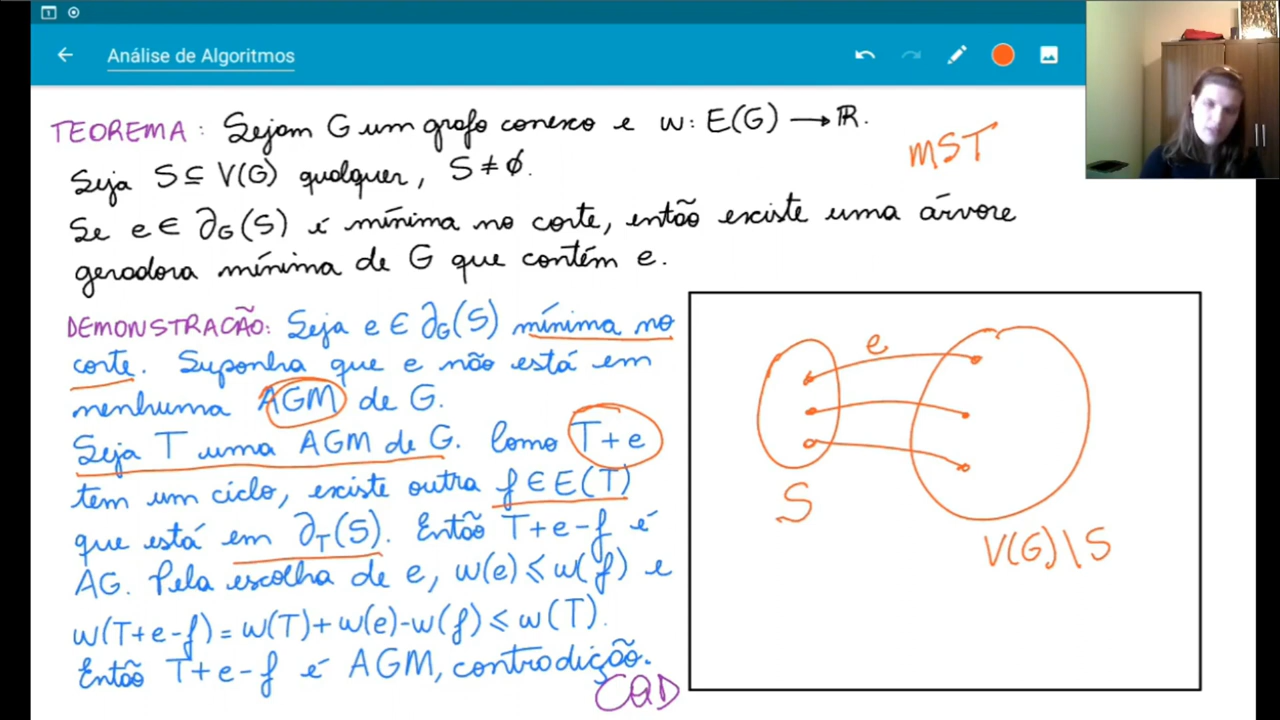 1
Análise de Algoritmos
TEOREMA: Sejam G um grafo conexo e w: E(G) → ℝ.
MST
Seja S ⊆ V(G) qualquer, S ≠ ∅.
Se e ∈ ∂G(S) é mínima no corte, então existe uma árvore
geradora mínima de G que contém e.
DEMONSTRAÇÃO: Seja e ∈ ∂G(S) mínima no
corte. Suponha que e não está em
nenhuma AGM de G.
Seja T uma AGM de G. Como T+e
tem um ciclo, existe outra f ∈ E(T)
que está em ∂T(S). Então T+e-f é
AG. Pela escolha de e, w(e) ⩽ w(f) e
w(T+e-f) = w(T)+w(e)-w(f) ⩽ w(T).
Então T+e-f é AGM, contradição.
CQD
e
S
V(G)\S